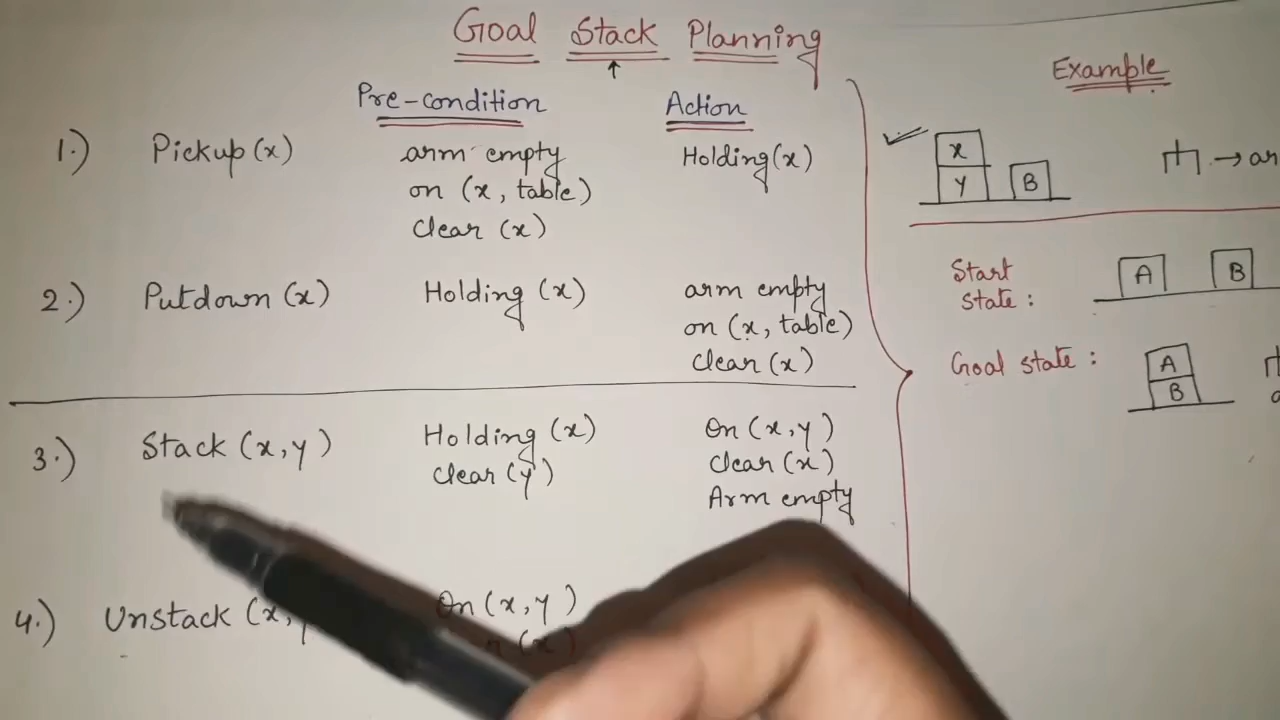 Goal Stack Planning
Pre-condition
Action
1.) Pickup (x)
arm empty
on (x, table)
clear (x)
Holding (x)
2.) Putdown (x)
Holding (x)
arm empty
on (x, table)
clear (x)
3.) Stack (x, y)
Holding (x)
clear (y)
On (x, y)
clear (x)
Arm empty
4.) Unstack (x,
On (x, y)
(x)
Example
x
y
B
Start
state :
A
B
Goal state :
A
B